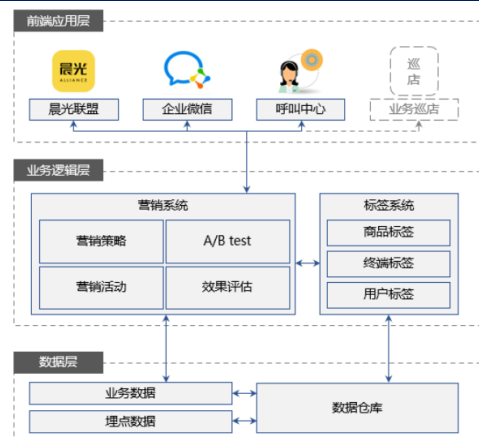 前端应用层
晨光
ALLIANCE
巡
店
晨光联盟
企业微信
呼叫中心
业务巡店
业务逻辑层
营销系统
营销策略
A/B test
营销活动
效果评估
标签系统
商品标签
终端标签
用户标签
数据层
业务数据
埋点数据
数据仓库